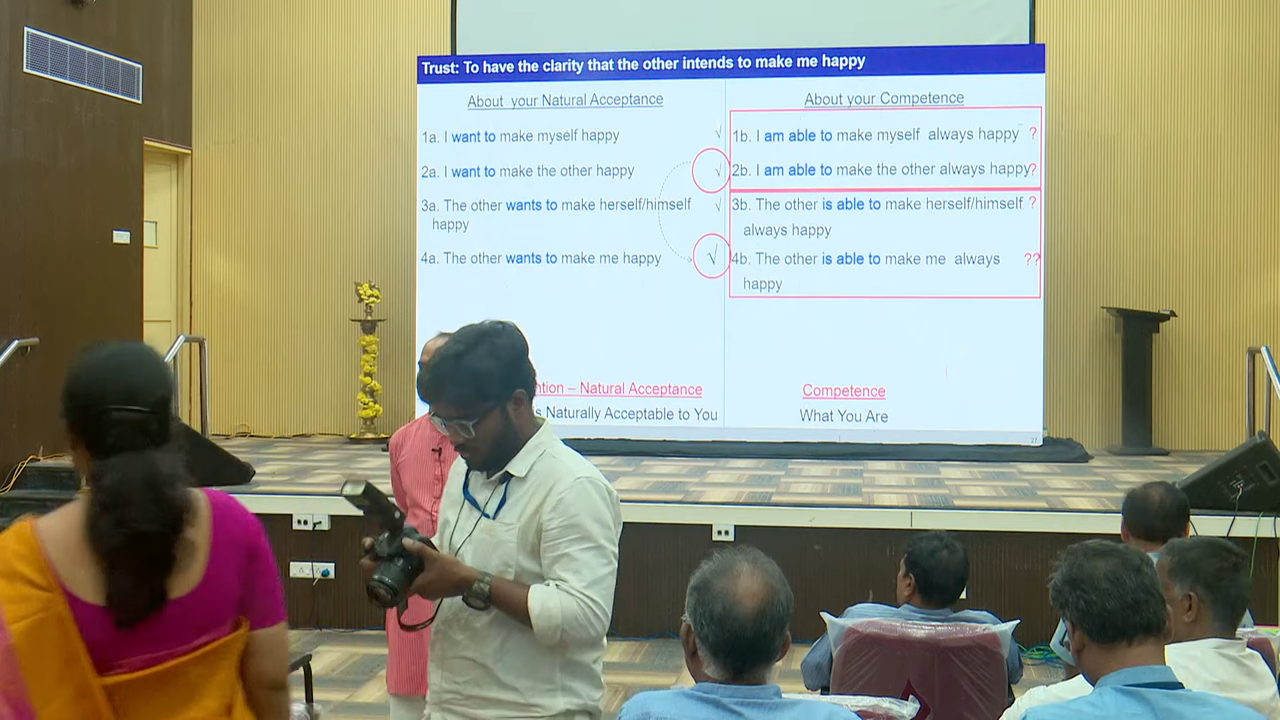 Trust: To have the clarity that the other intends to make me happy
About your Natural Acceptance
1a. I want to make myself happy √
2a. I want to make the other happy √
3a. The other wants to make herself/himself √
happy
4a. The other wants to make me happy √
About your Competence
1b. I am able to make myself always happy ?
2b. I am able to make the other always happy?
3b. The other is able to make herself/himself ?
always happy
4b. The other is able to make me always ??
happy
ntion – Natural Acceptance
s Naturally Acceptable to You
Competence
What You Are
27